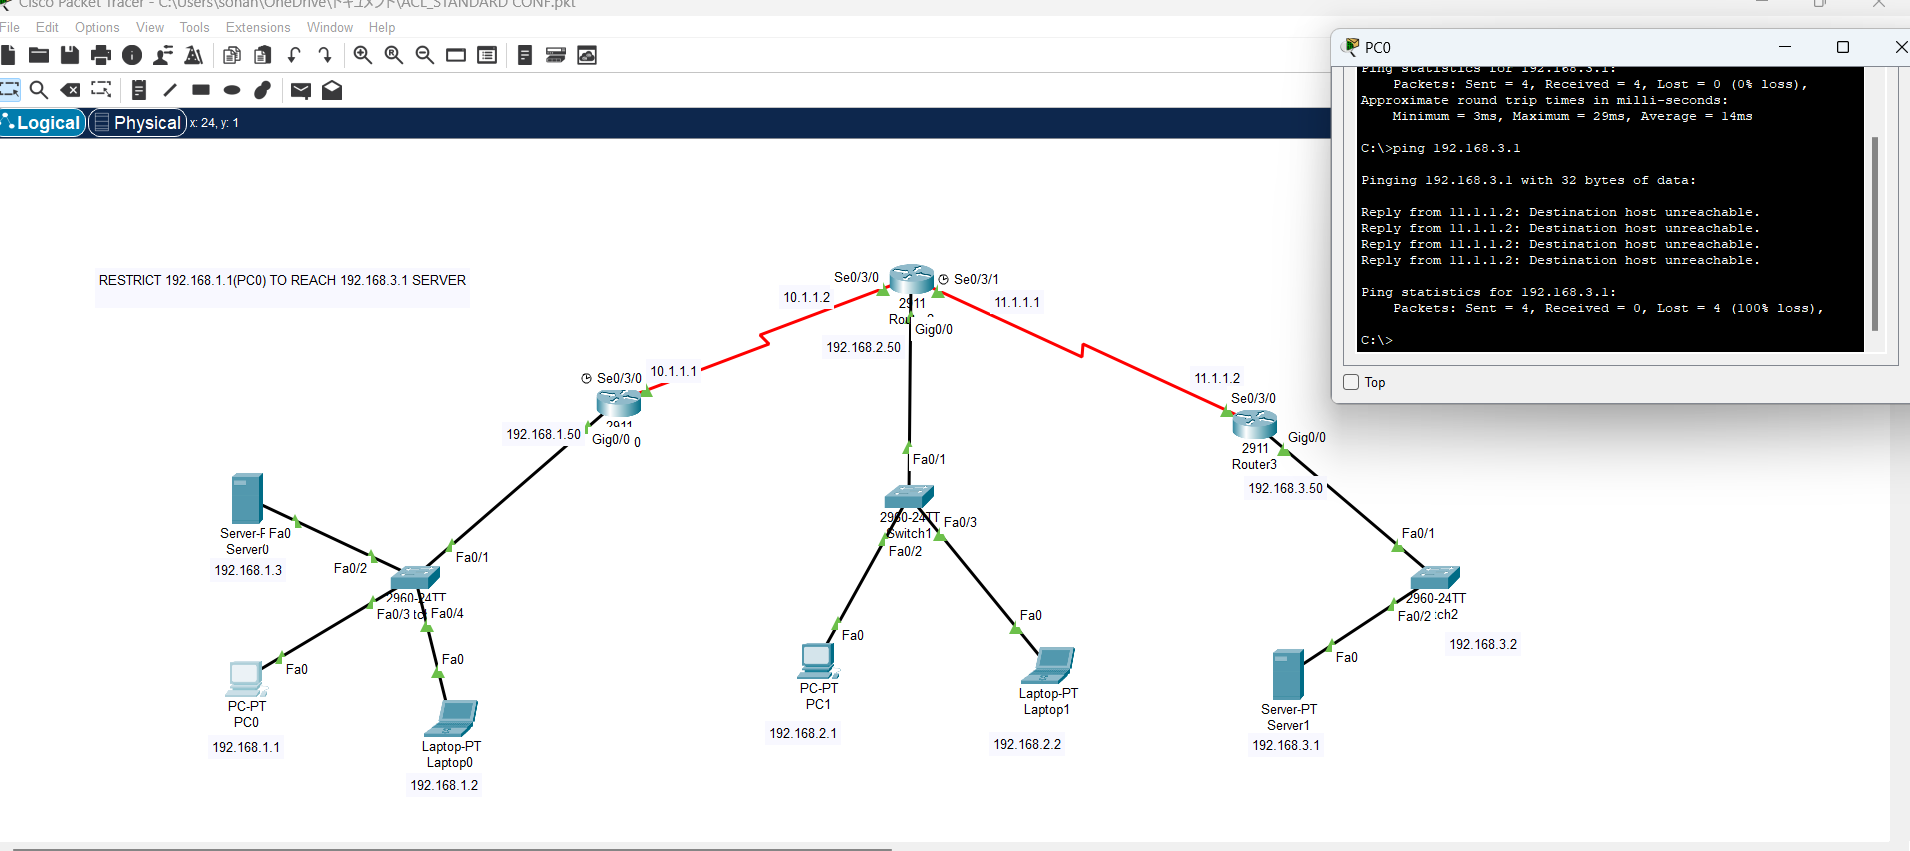 Cisco Packet Tracer - C:\Users\sonan\OneDrive\ドキュメント\ACL_STANDARD CONF.pkt
File Edit Options View Tools Extensions Window Help
Logical Physical x: 24, y: 1
PC0
Ping statistics for 192.168.3.1:
Packets: Sent = 4, Received = 4, Lost = 0 (0% loss),
Approximate round trip times in milli-seconds:
Minimum = 3ms, Maximum = 29ms, Average = 14ms
C:\>ping 192.168.3.1
Pinging 192.168.3.1 with 32 bytes of data:
Reply from 11.1.1.2: Destination host unreachable.
Reply from 11.1.1.2: Destination host unreachable.
Reply from 11.1.1.2: Destination host unreachable.
Reply from 11.1.1.2: Destination host unreachable.
Ping statistics for 192.168.3.1:
Packets: Sent = 4, Received = 0, Lost = 4 (100% loss),
C:\>
Top
RESTRICT 192.168.1.1(PC0) TO REACH 192.168.3.1 SERVER
Se0/3/0
Se0/3/1
10.1.1.2
11.1.1.1
2911
Gig0/0
192.168.2.50
Se0/3/0
10.1.1.1
2911
192.168.1.50
Gig0/0
0
11.1.1.2
Se0/3/0
Gig0/0
2911
Router3
192.168.3.50
Server-F Fa0
Server0
192.168.1.3
Fa0/2
Fa0/1
2960-24TT
Fa0/3
Fa0/4
Fa0
PC-PT
PC0
192.168.1.1
Fa0
Laptop-PT
Laptop0
192.168.1.2
Fa0/1
2960-24TT
Fa0/3
Switch1
Fa0/2
Fa0
PC-PT
PC1
192.168.2.1
Fa0
Laptop-PT
Laptop1
192.168.2.2
Fa0/1
2960-24TT
Fa0/2 :ch2
192.168.3.2
Fa0
Server-PT
Server1
192.168.3.1